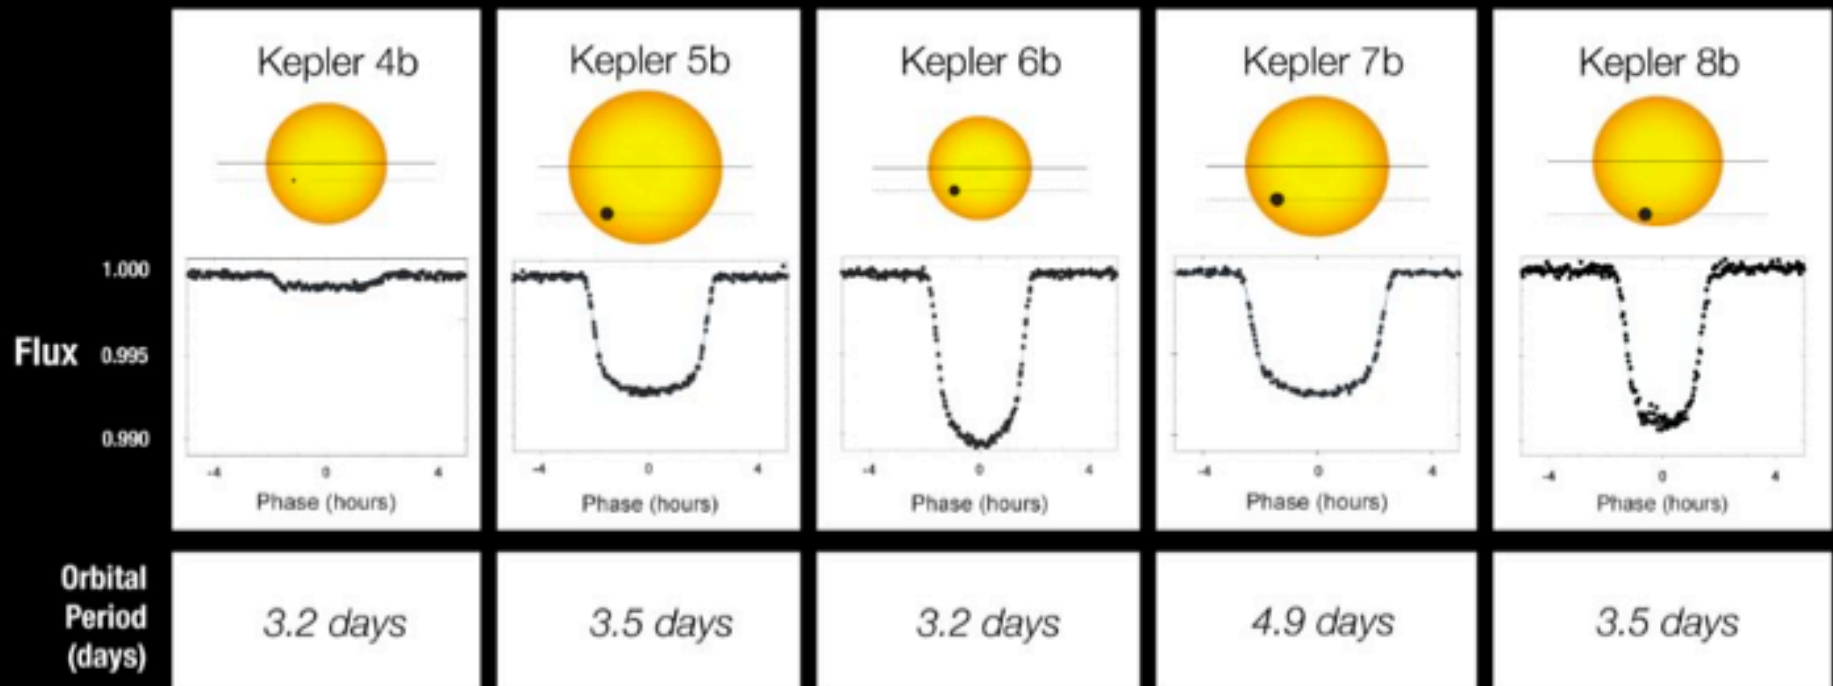 Kepler 4b
Kepler 5b
Kepler 6b
Kepler 7b
Kepler 8b
1.000
Flux 0.995
0.990
-4 0 4
-4 0 4
-4 0 4
-4 0 4
-4 0 4
Phase (hours)
Phase (hours)
Phase (hours)
Phase (hours)
Phase (hours)
Orbital
Period
(days)
3.2 days
3.5 days
3.2 days
4.9 days
3.5 days